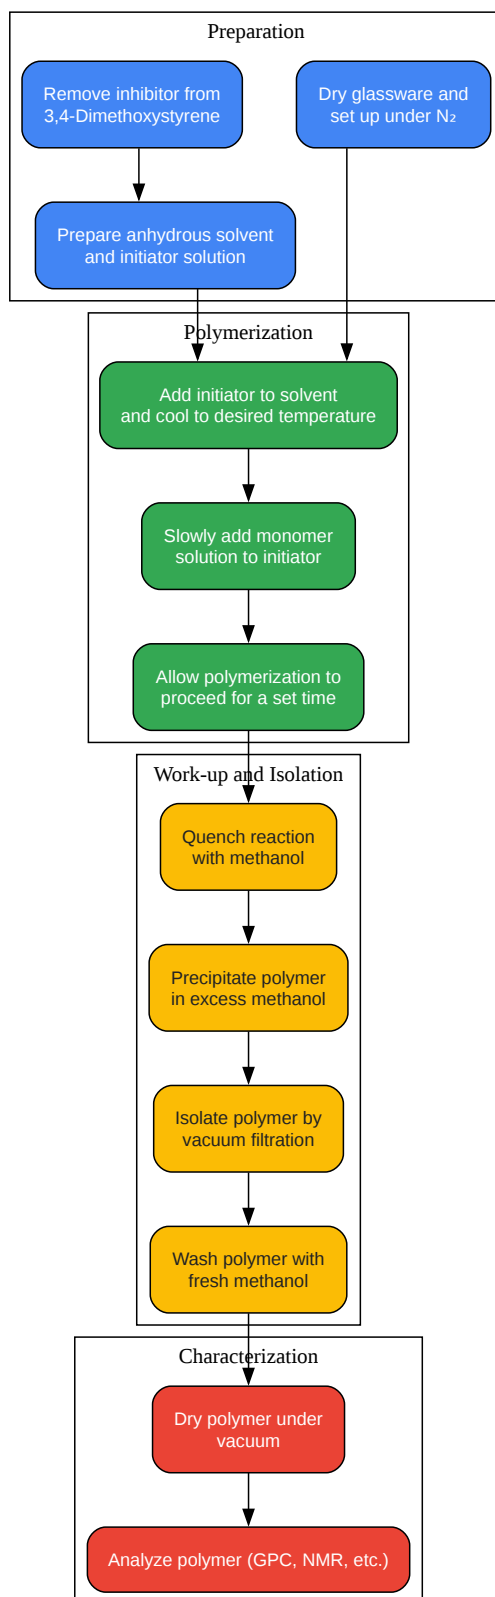 Preparation
Remove inhibitor from
3,4-Dimethoxystyrene
Dry glassware and
set up under N₂
Prepare anhydrous solvent
and initiator solution
Polymerization
Add initiator to solvent
and cool to desired temperature
Slowly add monomer
solution to initiator
Allow polymerization to
proceed for a set time
Work-up and Isolation
Quench reaction
with methanol
Precipitate polymer
in excess methanol
Isolate polymer by
vacuum filtration
Wash polymer with
fresh methanol
Characterization
Dry polymer under
vacuum
Analyze polymer (GPC, NMR, etc.)